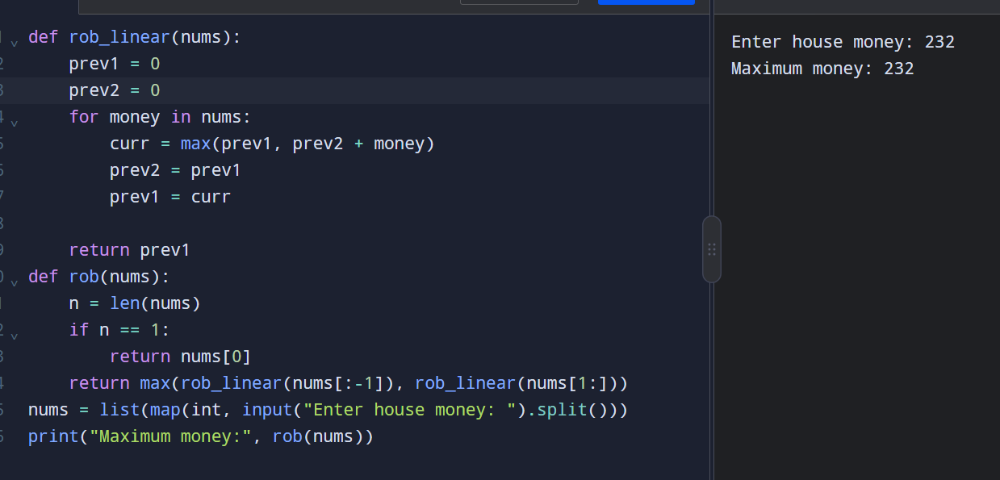 def rob_linear(nums):
    prev1 = 0
    prev2 = 0
    for money in nums:
        curr = max(prev1, prev2 + money)
        prev2 = prev1
        prev1 = curr

    return prev1
def rob(nums):
    n = len(nums)
    if n == 1:
        return nums[0]
    return max(rob_linear(nums[:-1]), rob_linear(nums[1:]))
nums = list(map(int, input("Enter house money: ").split()))
print("Maximum money:", rob(nums))
Enter house money: 232
Maximum money: 232